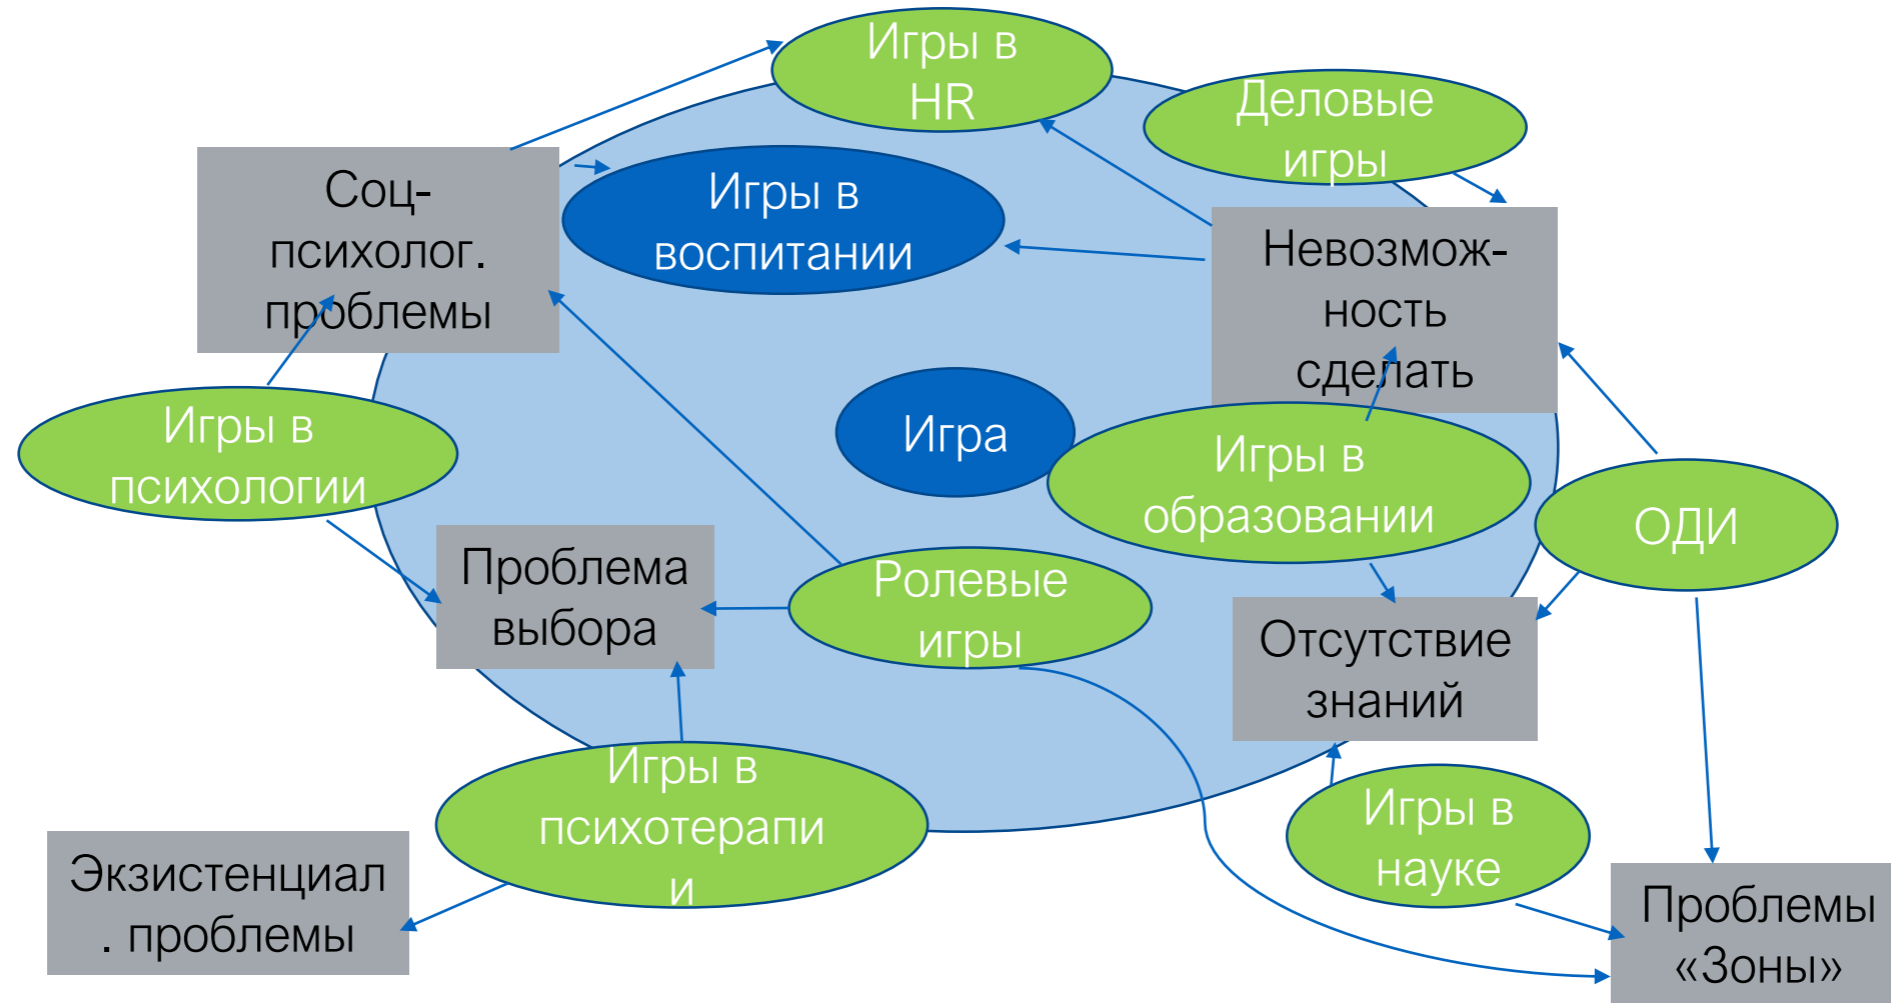 Игры в
HR
Деловые
игры
Соц-
психолог.
проблемы
Игры в
воспитании
Невозмож-
ность
сделать
Игры в
психологии
Игра
Игры в
образовании
ОДИ
Проблема
выбора
Ролевые
игры
Отсутствие
знаний
Игры в
психотерапи
и
Игры в
науке
Экзистенциал
. проблемы
Проблемы
«Зоны»